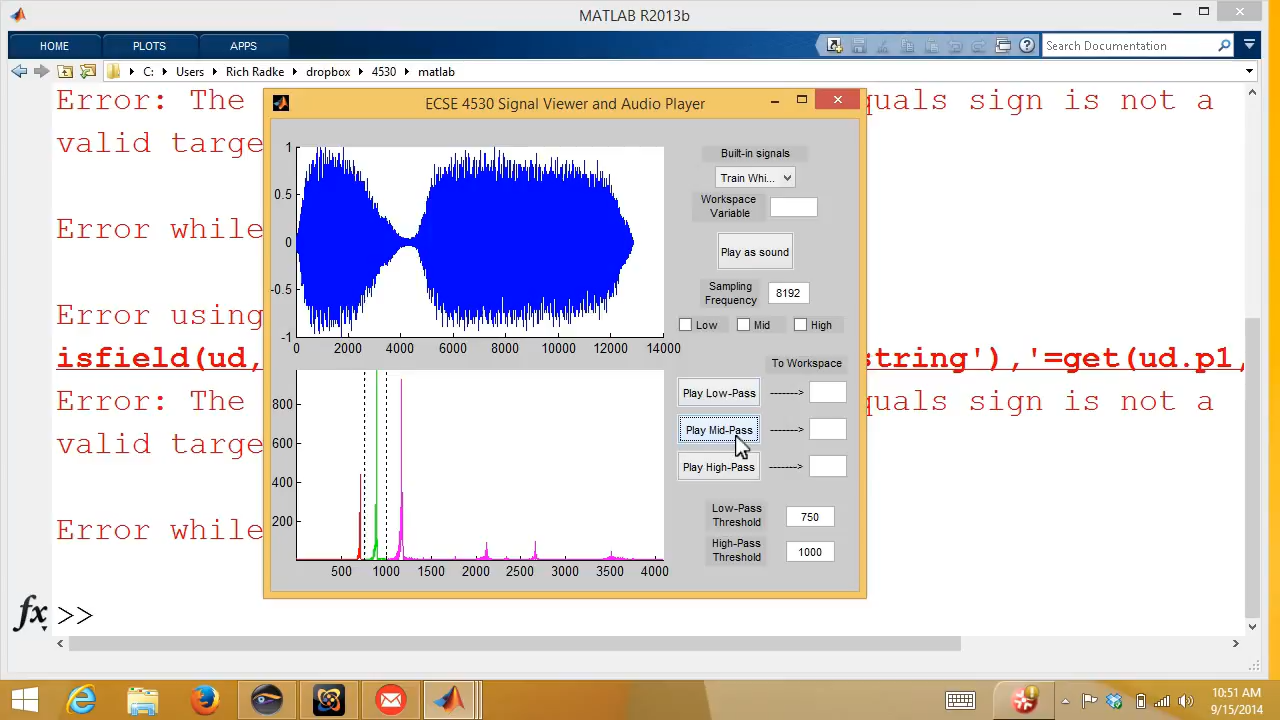 MATLAB R2013b
HOME PLOTS APPS
Search Documentation
C: Users Rich Radke dropbox 4530 matlab
Error: The
quals sign is not a
valid targe
Error while
Error using
isfield(ud,
string'),'=get(ud.p1,
Error: The
quals sign is not a
valid targe
Error while
fx >>
ECSE 4530 Signal Viewer and Audio Player
1
0.5
0
-0.5
-1
0 2000 4000 6000 8000 10000 12000 14000
800
600
400
200
500 1000 1500 2000 2500 3000 3500 4000
Built-in signals
Train Whi...
Workspace
Variable
Play as sound
Sampling
Frequency
8192
Low Mid High
To Workspace
Play Low-Pass ------->
Play Mid-Pass ------->
Play High-Pass ------->
Low-Pass
Threshold
750
High-Pass
Threshold
1000
10:51 AM
9/15/2014